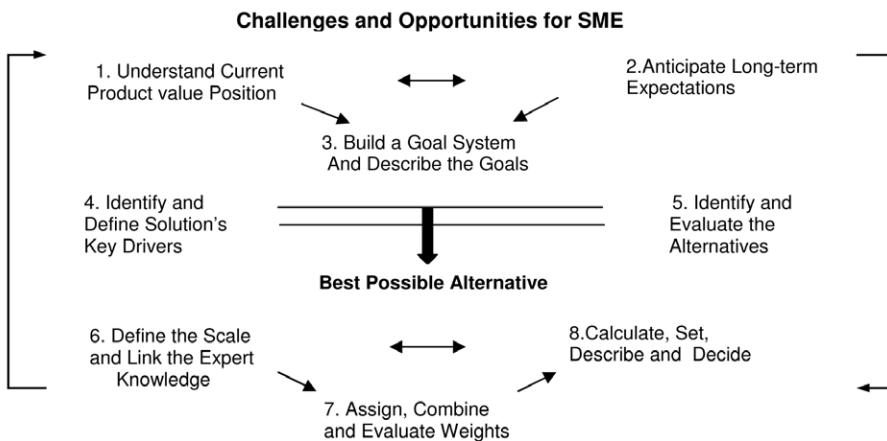 Challenges and Opportunities for SME
1. Understand Current
Product value Position
2.Anticipate Long-term
Expectations
3. Build a Goal System
And Describe the Goals
4. Identify and
Define Solution's
Key Drivers
5. Identify and
Evaluate the
Alternatives
Best Possible Alternative
6. Define the Scale
and Link the Expert
Knowledge
8.Calculate, Set,
Describe and Decide
7. Assign, Combine
and Evaluate Weights